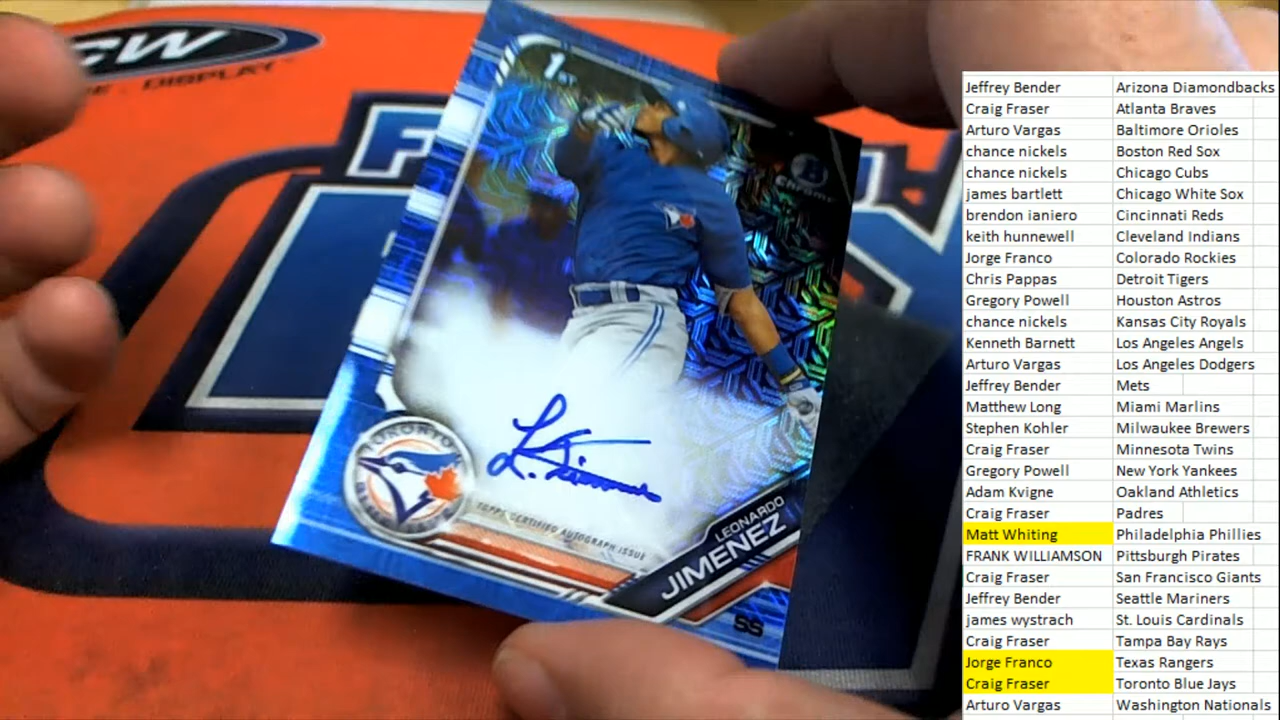 CW
DISPLAY
1ST
B
Chrome
L. Jimenez
TORONTO
TOPPS CERTIFIED AUTOGRAPH ISSUE
LEONARDO
JIMENEZ
SS
Jeffrey Bender Arizona Diamondbacks
Craig Fraser Atlanta Braves
Arturo Vargas Baltimore Orioles
chance nickels Boston Red Sox
chance nickels Chicago Cubs
james bartlett Chicago White Sox
brendon ianiero Cincinnati Reds
keith hunnewell Cleveland Indians
Jorge Franco Colorado Rockies
Chris Pappas Detroit Tigers
Gregory Powell Houston Astros
chance nickels Kansas City Royals
Kenneth Barnett Los Angeles Angels
Arturo Vargas Los Angeles Dodgers
Jeffrey Bender Mets
Matthew Long Miami Marlins
Stephen Kohler Milwaukee Brewers
Craig Fraser Minnesota Twins
Gregory Powell New York Yankees
Adam Kvigne Oakland Athletics
Craig Fraser Padres
Matt Whiting Philadelphia Phillies
FRANK WILLIAMSON Pittsburgh Pirates
Craig Fraser San Francisco Giants
Jeffrey Bender Seattle Mariners
james wystrach St. Louis Cardinals
Craig Fraser Tampa Bay Rays
Jorge Franco Texas Rangers
Craig Fraser Toronto Blue Jays
Arturo Vargas Washington Nationals